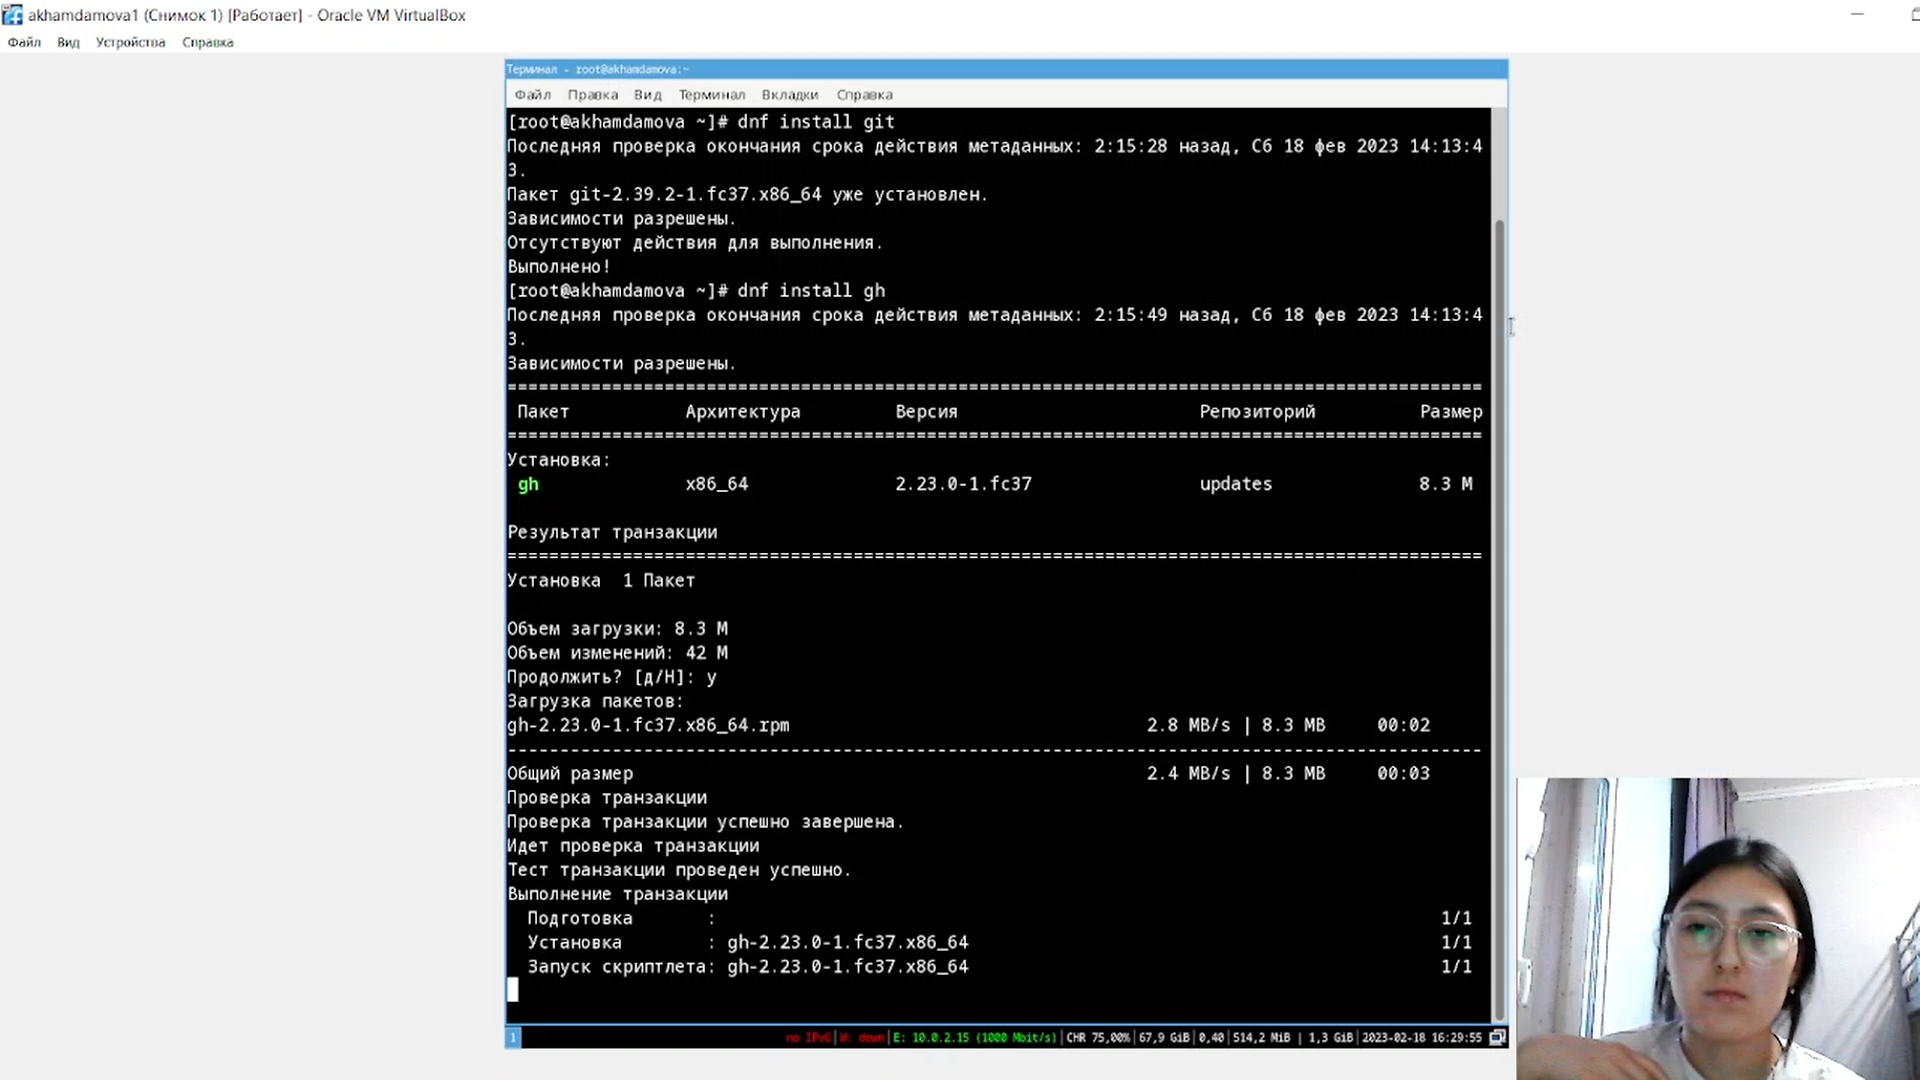 akhamdamova1 (Снимок 1) [Работает] - Oracle VM VirtualBox
Файл Вид Устройства Справка
Терминал - root@akhamdamova:~
Файл Правка Вид Терминал Вкладки Справка
[root@akhamdamova ~]# dnf install git
Последняя проверка окончания срока действия метаданных: 2:15:28 назад, Сб 18 фев 2023 14:13:4
3.
Пакет git-2.39.2-1.fc37.x86_64 уже установлен.
Зависимости разрешены.
Отсутствуют действия для выполнения.
Выполнено!
[root@akhamdamova ~]# dnf install gh
Последняя проверка окончания срока действия метаданных: 2:15:49 назад, Сб 18 фев 2023 14:13:4
3.
Зависимости разрешены.
=============================================================================================
Пакет Архитектура Версия Репозиторий Размер
=============================================================================================
Установка:
gh x86_64 2.23.0-1.fc37 updates 8.3 M
Результат транзакции
=============================================================================================
Установка 1 Пакет
Объем загрузки: 8.3 M
Объем изменений: 42 M
Продолжить? [д/Н]: y
Загрузка пакетов:
gh-2.23.0-1.fc37.x86_64.rpm 2.8 MB/s | 8.3 MB 00:02
---------------------------------------------------------------------------------------------
Общий размер 2.4 MB/s | 8.3 MB 00:03
Проверка транзакции
Проверка транзакции успешно завершена.
Идет проверка транзакции
Тест транзакции проведен успешно.
Выполнение транзакции
Подготовка : 1/1
Установка : gh-2.23.0-1.fc37.x86_64 1/1
Запуск скриптлета: gh-2.23.0-1.fc37.x86_64 1/1
1 no IPv6|W: down|E: 10.0.2.15 (1000 Mbit/s)|CHR 75,00%|67,9 GiB|0,40|514,2 MiB | 1,3 GiB|2023-02-18 16:29:55